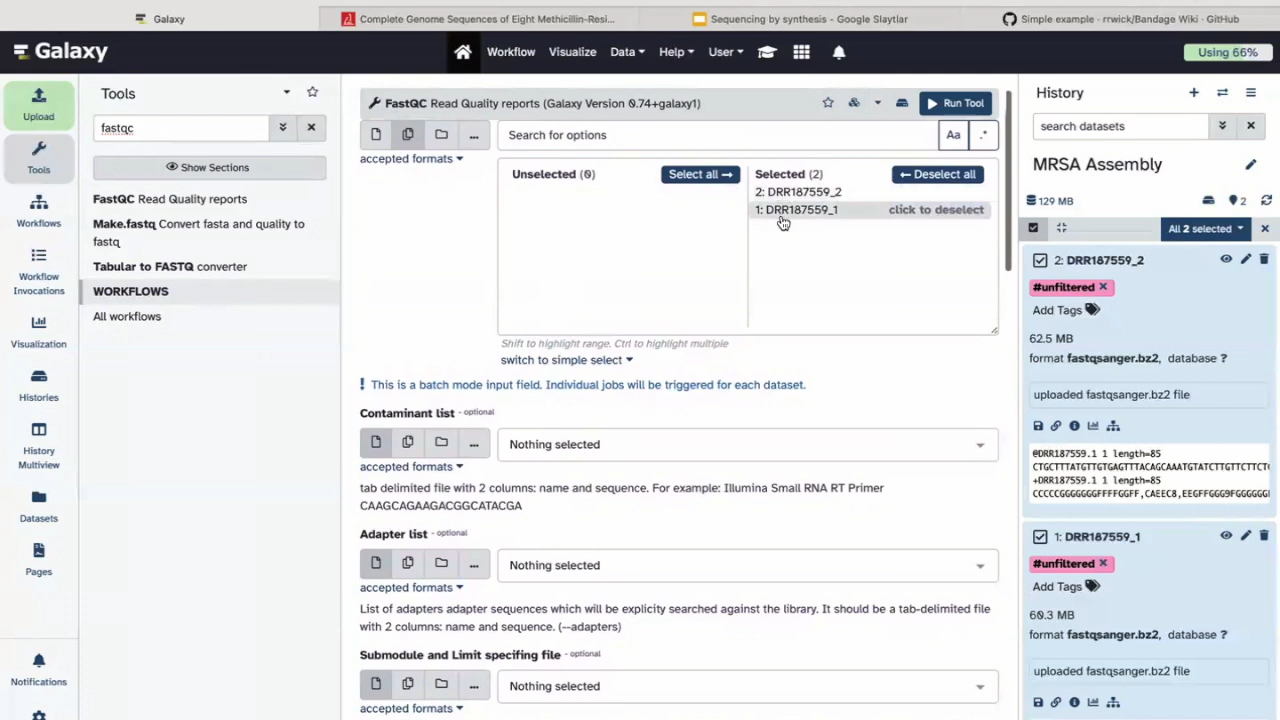 Galaxy
Complete Genome Sequences of Eight Methicillin-Resi...
Sequencing by synthesis - Google Slaytlar
Simple example · rrwick/Bandage Wiki · GitHub
Galaxy
Workflow
Visualize
Data
Help
User
Using 66%
Upload
Tools
Workflows
Workflow
Invocations
Visualization
Histories
History
Multiview
Datasets
Pages
Notifications
Tools
fastqc
Show Sections
FastQC Read Quality reports
Make.fastq Convert fasta and quality to
fastq
Tabular to FASTQ converter
WORKFLOWS
All workflows
FastQC Read Quality reports (Galaxy Version 0.74+galaxy1)
Run Tool
...
Search for options
Aa
.*
accepted formats
Unselected (0)
Select all →
Selected (2)
← Deselect all
2: DRR187559_2
1: DRR187559_1
click to deselect
Shift to highlight range. Ctrl to highlight multiple
switch to simple select
! This is a batch mode input field. Individual jobs will be triggered for each dataset.
Contaminant list - optional
...
Nothing selected
accepted formats
tab delimited file with 2 columns: name and sequence. For example: Illumina Small RNA RT Primer
CAAGCAGAAGACGGCATACGA
Adapter list - optional
...
Nothing selected
accepted formats
List of adapters adapter sequences which will be explicity searched against the library. It should be a tab-delimited file
with 2 columns: name and sequence. (--adapters)
Submodule and Limit specifing file - optional
...
Nothing selected
accepted formats
History
search datasets
MRSA Assembly
129 MB
2
All 2 selected
2: DRR187559_2
#unfiltered
Add Tags
62.5 MB
format fastqsanger.bz2, database ?
uploaded fastqsanger.bz2 file
@DRR187559.1 1 length=85
CTGCTTTATGTTGTGAGTTTACAGCAAATGTATCTTGTTCTTCT
+DRR187559.1 1 length=85
CCCCCGGGGGGGFFFFGGFF,CAEEC8,EEGFFGGG9FGGGGGG
1: DRR187559_1
#unfiltered
Add Tags
60.3 MB
format fastqsanger.bz2, database ?
uploaded fastqsanger.bz2 file